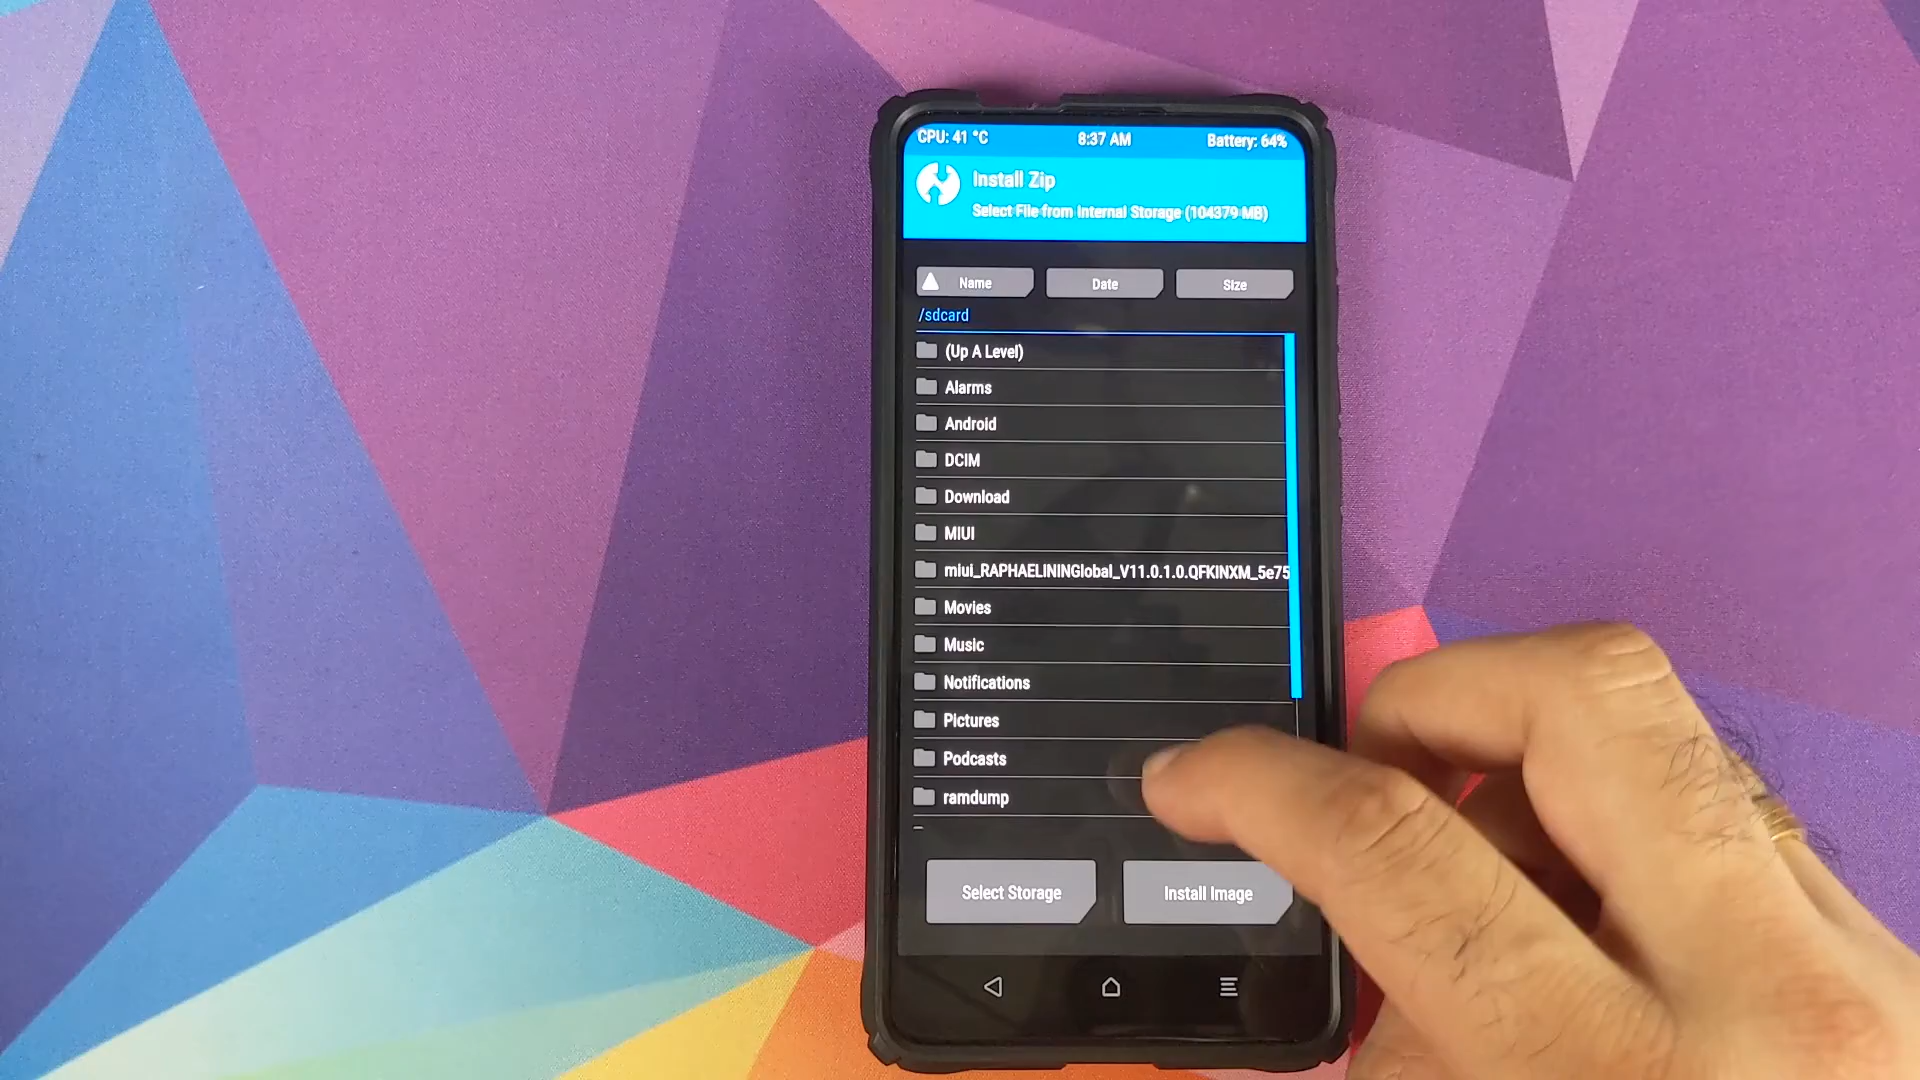 CPU: 41 °C 8:37 AM Battery: 64%
Install Zip
Select File from Internal Storage (104379 MB)
Name Date Size
/sdcard
(Up A Level)
Alarms
Android
DCIM
Download
MIUI
miui_RAPHAELININGlobal_V11.0.1.0.QFKINXM_5e75
Movies
Music
Notifications
Pictures
Podcasts
ramdump
Select Storage Install Image